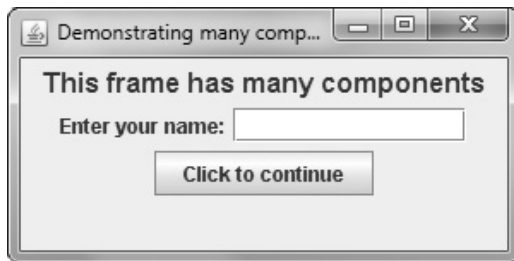 Demonstrating many comp...
This frame has many components
Enter your name:
Click to continue